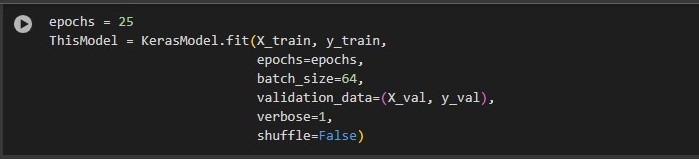 epochs = 25
ThisModel = KerasModel.fit(X_train, y_train,
                           epochs=epochs,
                           batch_size=64,
                           validation_data=(X_val, y_val),
                           verbose=1,
                           shuffle=False)